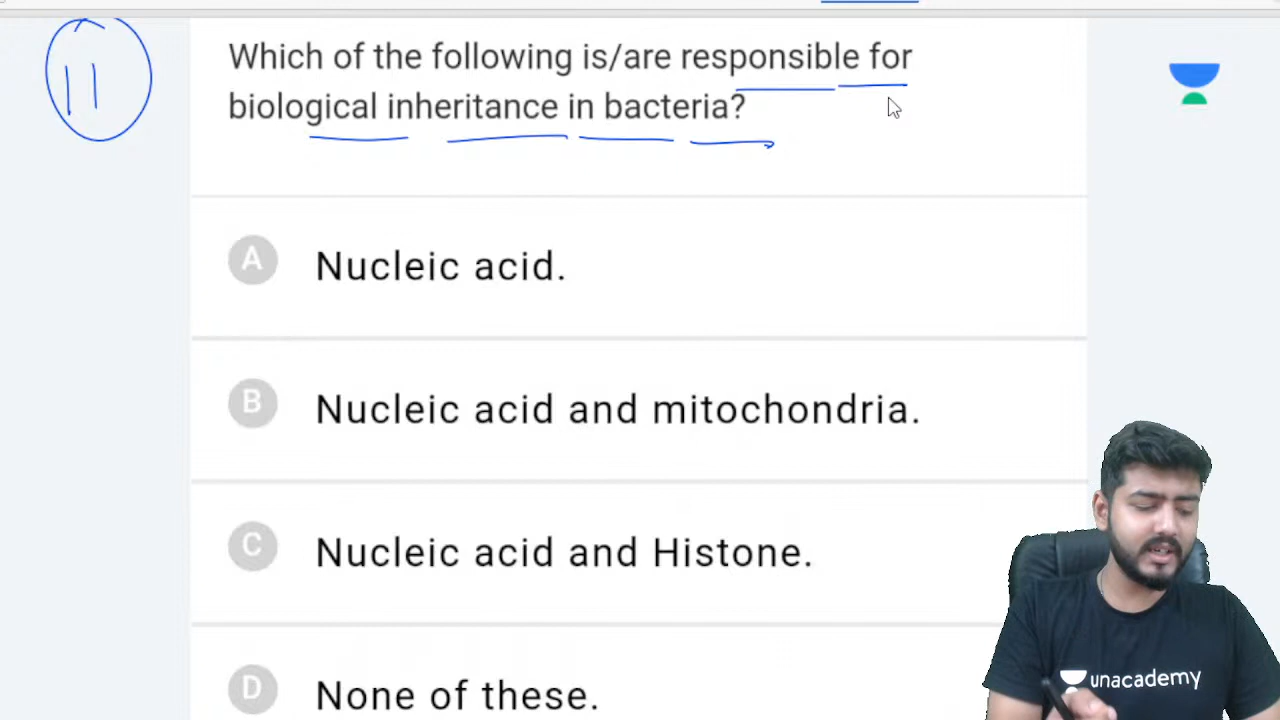 11
Which of the following is/are responsible for
biological inheritance in bacteria?
A Nucleic acid.
B Nucleic acid and mitochondria.
C Nucleic acid and Histone.
D None of these.
unacademy